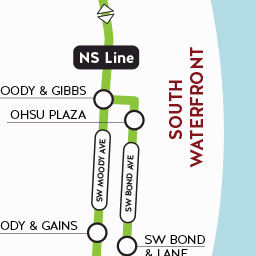 NS Line
OODY & GIBBS
OHSU PLAZA
SOUTH
WATERFRONT
SW MOODY AVE
SW BOND AVE
ODY & GAINS
SW BOND
& LANE